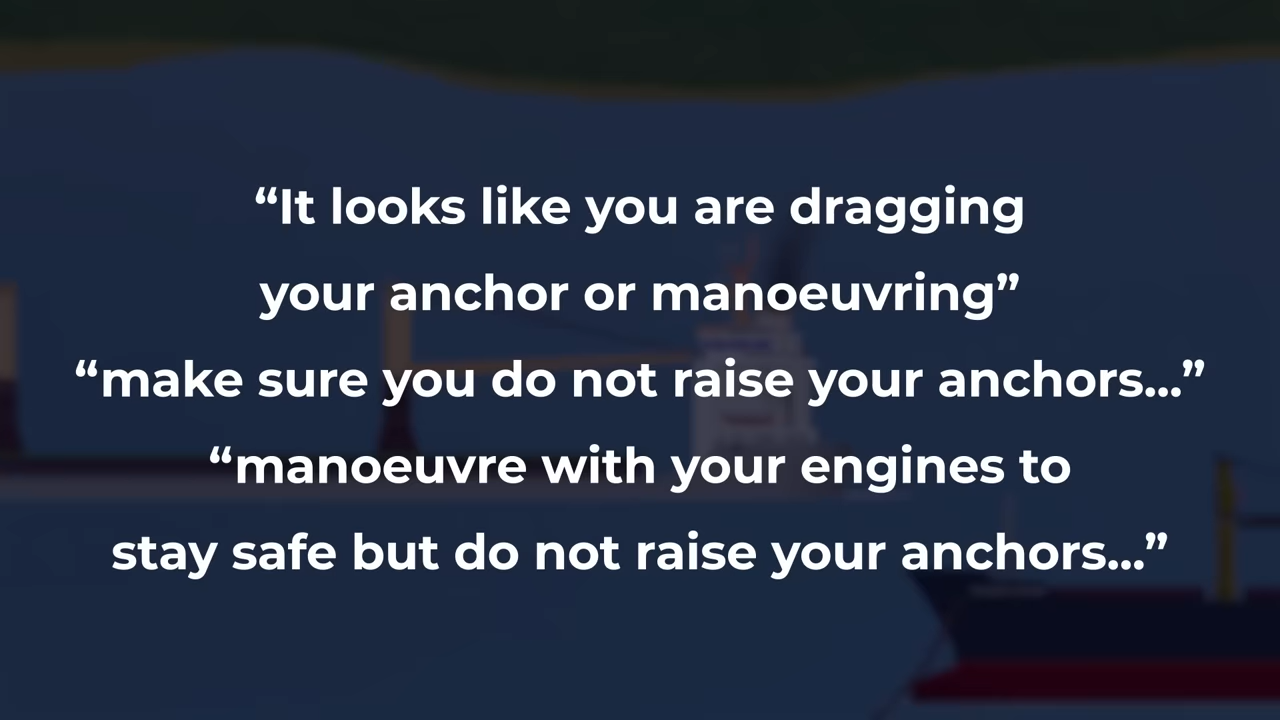 “It looks like you are dragging
your anchor or manoeuvring”
“make sure you do not raise your anchors...”
“manoeuvre with your engines to
stay safe but do not raise your anchors...”